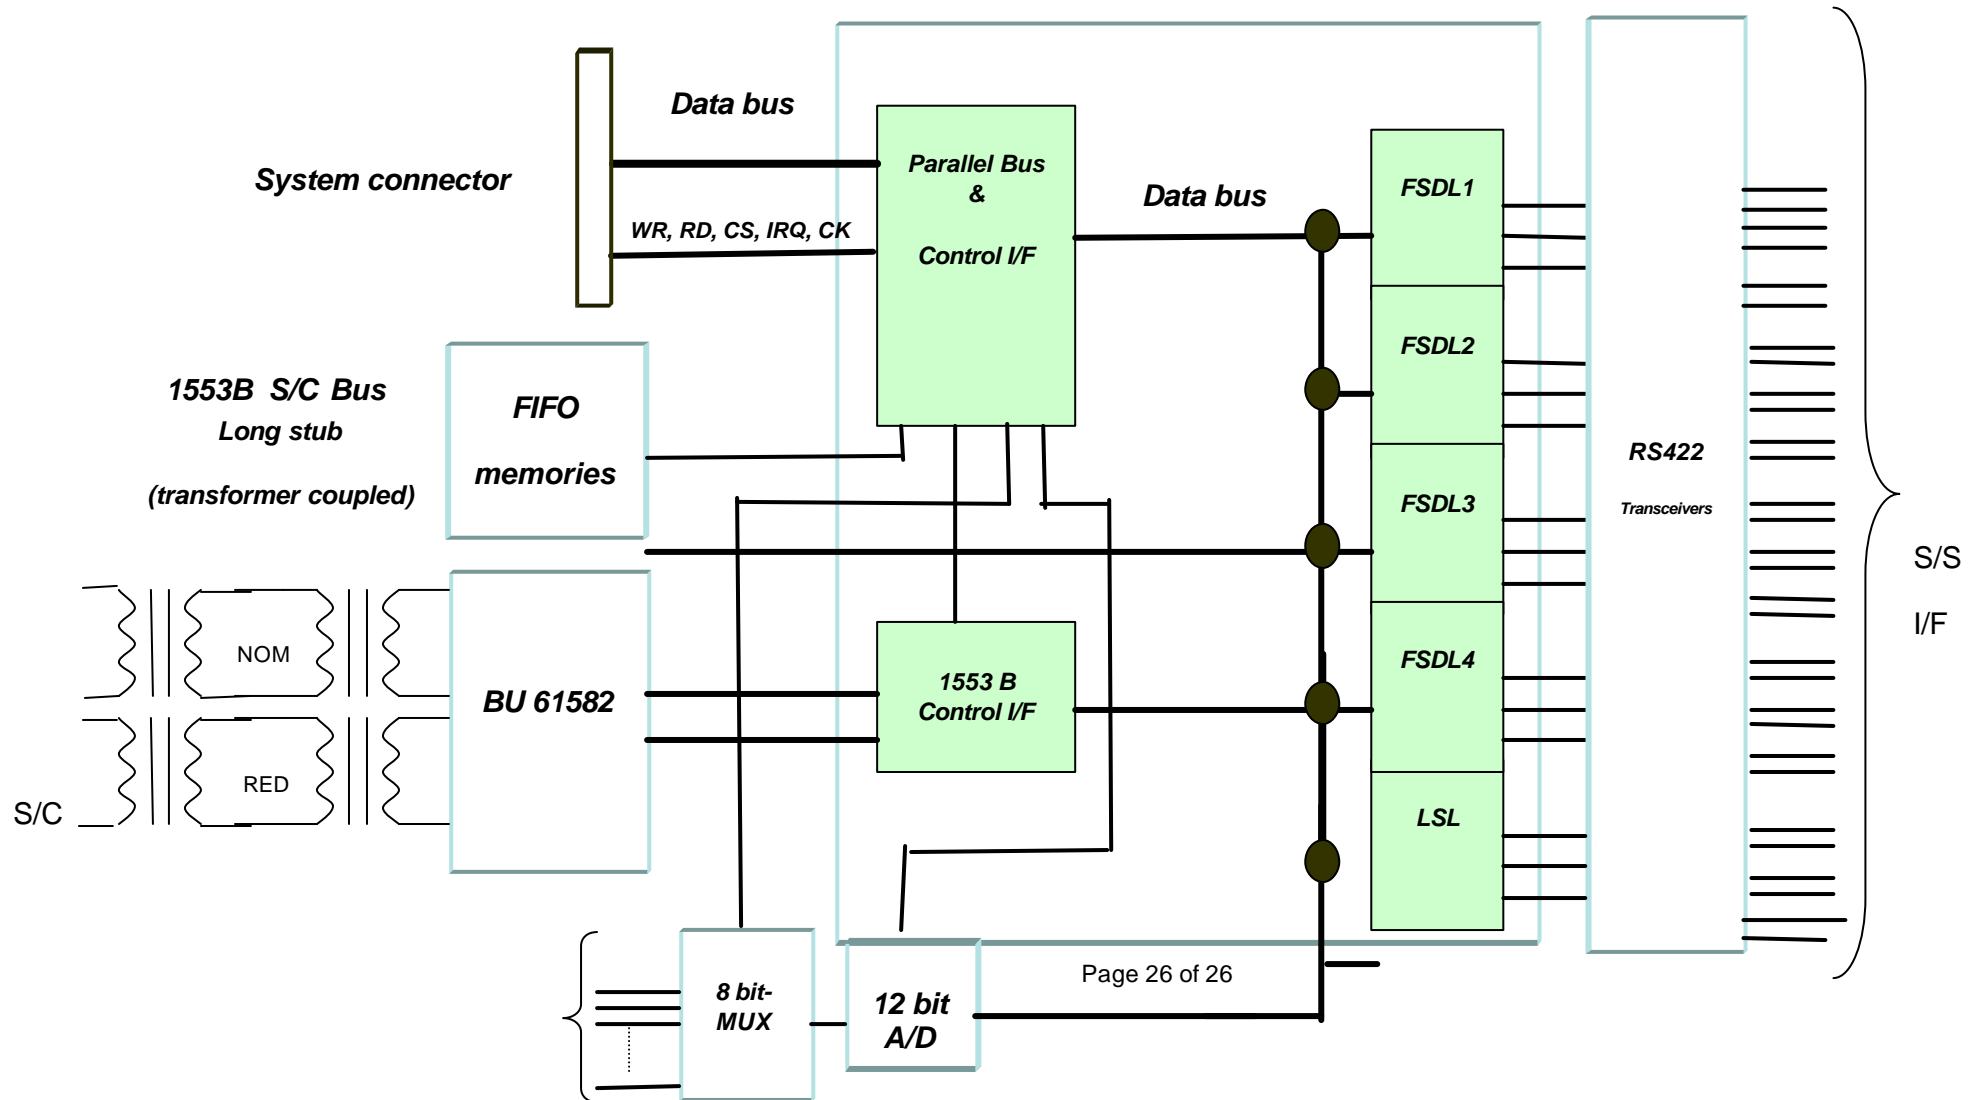 Data bus
System connector
WR, RD, CS, IRQ, CK
Parallel Bus
&
Control I/F
Data bus
FSDL1
FSDL2
FSDL3
FSDL4
LSL
RS422
Transceivers
S/S
I/F
1553B S/C Bus
Long stub
(transformer coupled)
FIFO
memories
NOM
RED
S/C
BU 61582
1553 B
Control I/F
8 bit-
MUX
12 bit
A/D
Page 26 of 26